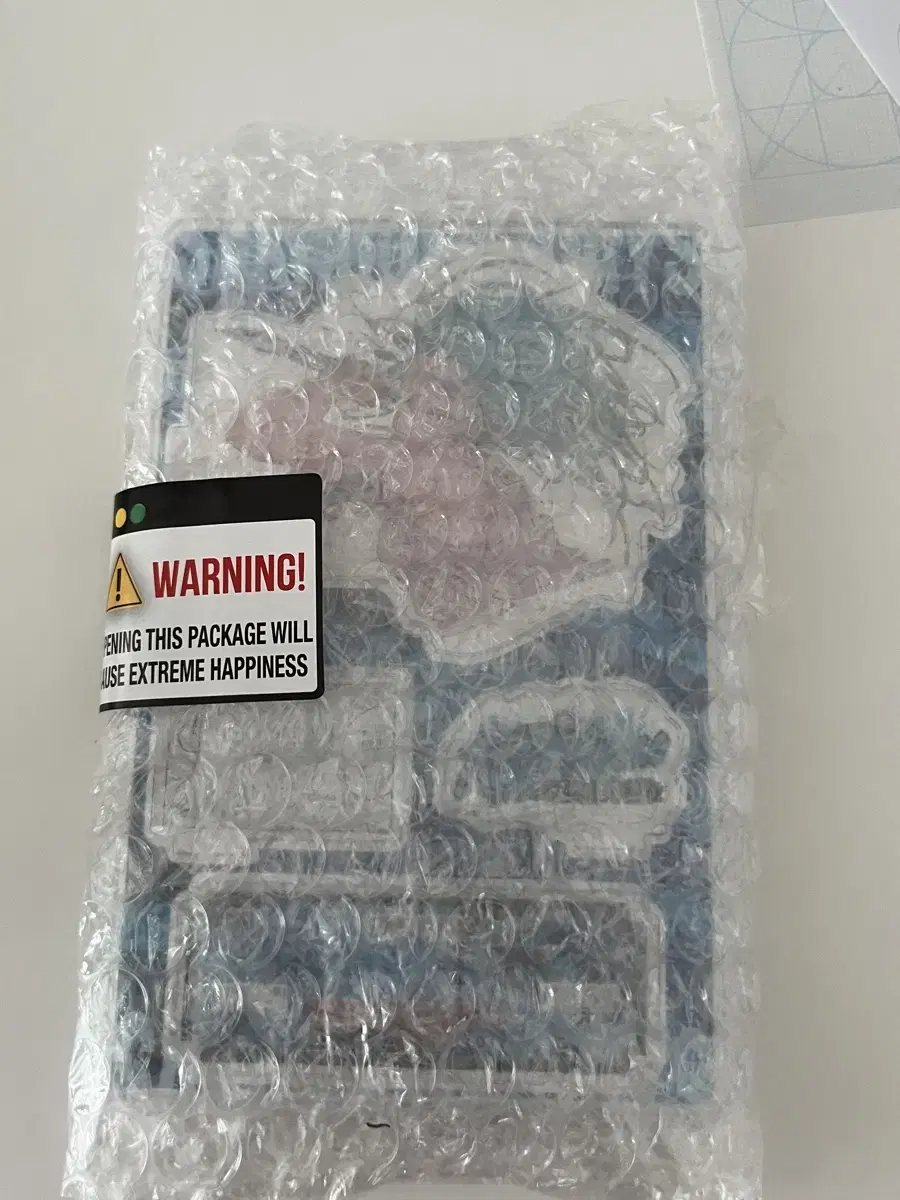 WARNING!
PENING THIS PACKAGE WILL
AUSE EXTREME HAPPINESS